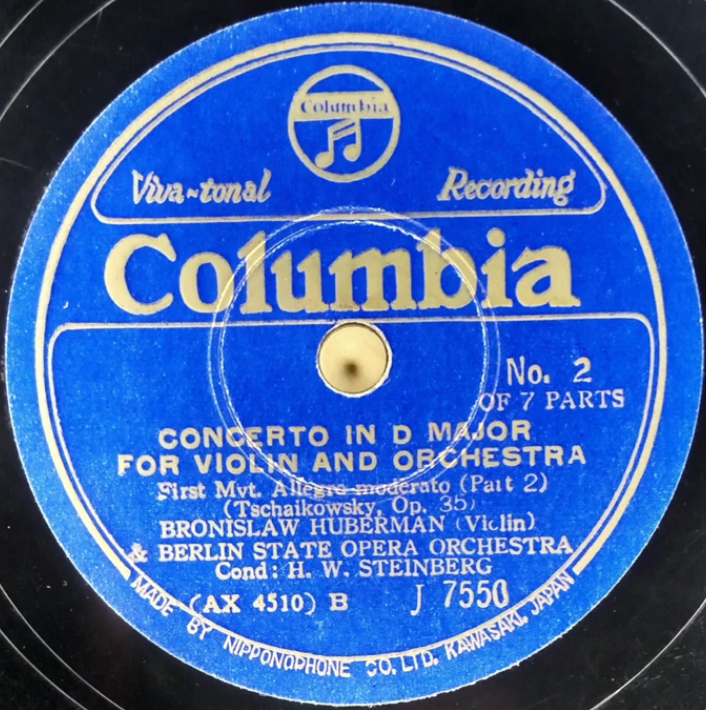 Columbia
Viva-tonal Recording
Columbia
No. 2
OF 7 PARTS
CONCERTO IN D MAJOR
FOR VIOLIN AND ORCHESTRA
First Mvt. Allegro moderato (Part 2)
(Tschaikowsky, Op. 35)
BRONISLAW HUBERMAN (Violin)
& BERLIN STATE OPERA ORCHESTRA
Cond: H. W. STEINBERG
(AX 4510) B J 7550
MADE BY NIPPONOPHONE CO. LTD. KAWASAKI, JAPAN